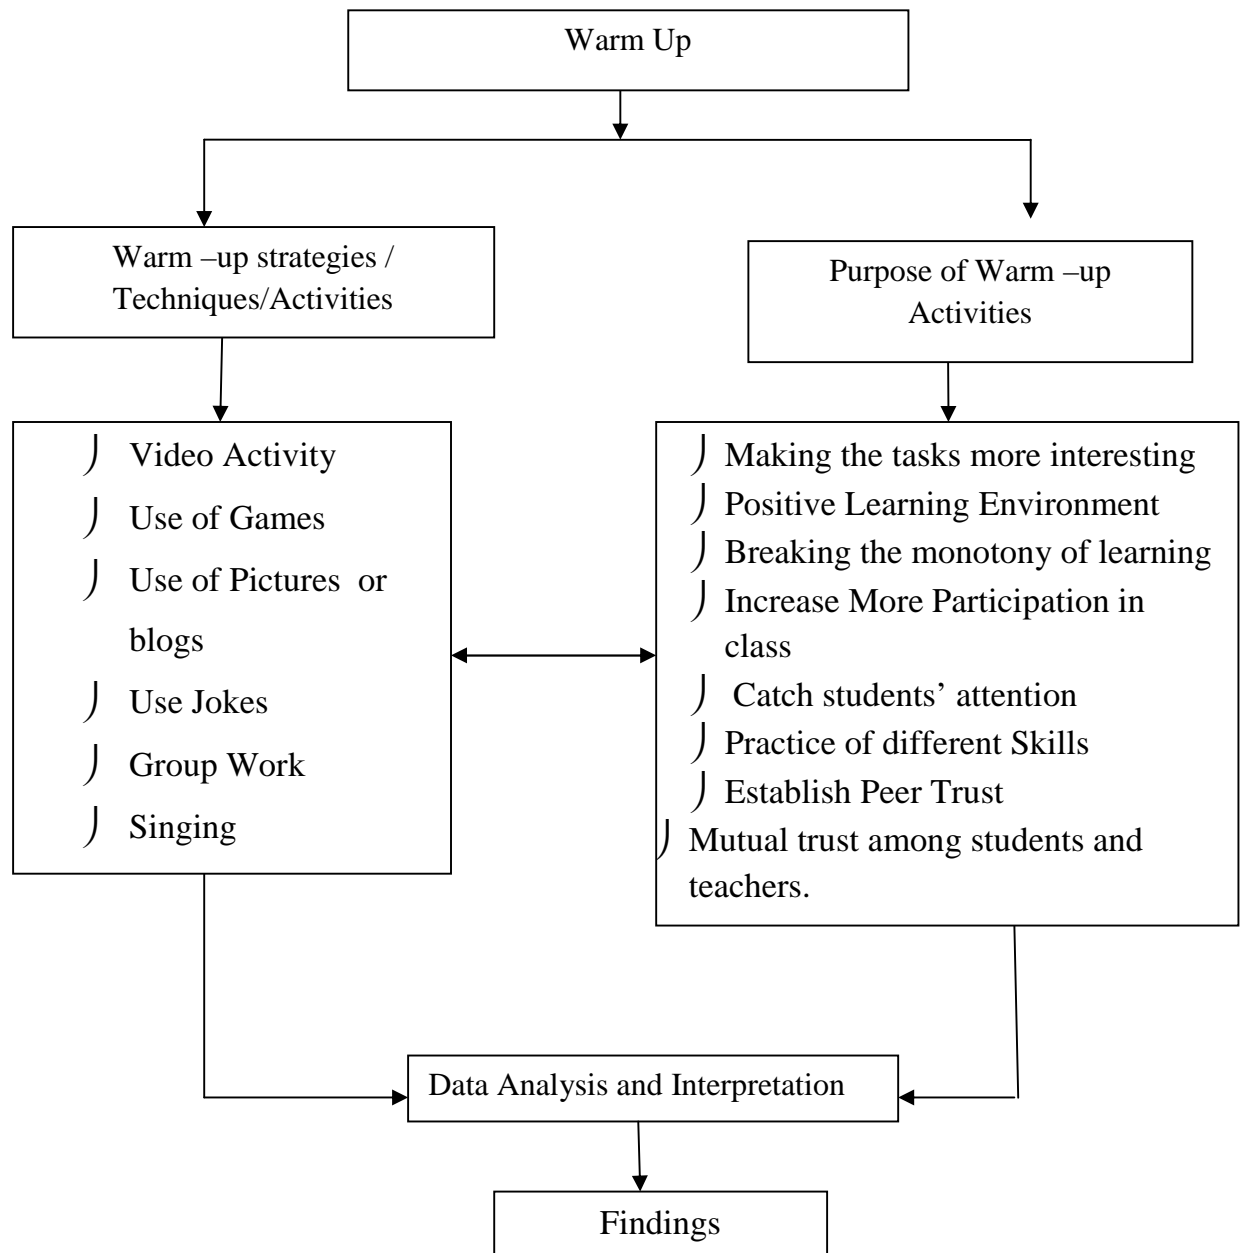 Warm Up
Warm –up strategies /
Techniques/Activities
Purpose of Warm –up
Activities
⌡ Video Activity
⌡ Use of Games
⌡ Use of Pictures or
blogs
⌡ Use Jokes
⌡ Group Work
⌡ Singing
⌡ Making the tasks more interesting
⌡ Positive Learning Environment
⌡ Breaking the monotony of learning
⌡ Increase More Participation in
class
⌡ Catch students’ attention
⌡ Practice of different Skills
⌡ Establish Peer Trust
⌡ Mutual trust among students and
teachers.
Data Analysis and Interpretation
Findings